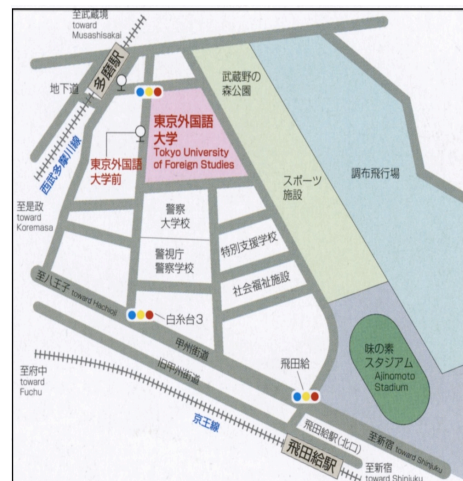 至武蔵境
toward
Musashisakai
多磨駅
地下道
武蔵野の
森公園
東京外国語
大学
Tokyo University
of Foreign Studies
東京外国語
大学前
西武多摩川線
スポーツ
施設
調布飛行場
至是政
toward
Koremasa
警察
大学校
特別支援学校
警視庁
警察学校
社会福祉施設
至八王子 toward Hachioji
白糸台3
甲州街道
味の素
スタジアム
Ajinomoto
Stadium
飛田給
旧甲州街道
至府中
toward
Fuchu
京王線
飛田給駅(北口)
至新宿 toward Shinjuku
飛田給駅
至新宿
toward Shinjuku